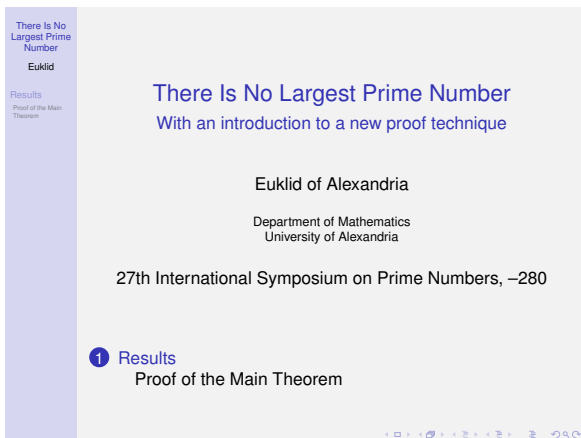 There Is No
Largest Prime
Number
Euklid
Results
Proof of the Main
Theorem
There Is No Largest Prime Number
With an introduction to a new proof technique
Euklid of Alexandria
Department of Mathematics
University of Alexandria
27th International Symposium on Prime Numbers, –280
1 Results
Proof of the Main Theorem